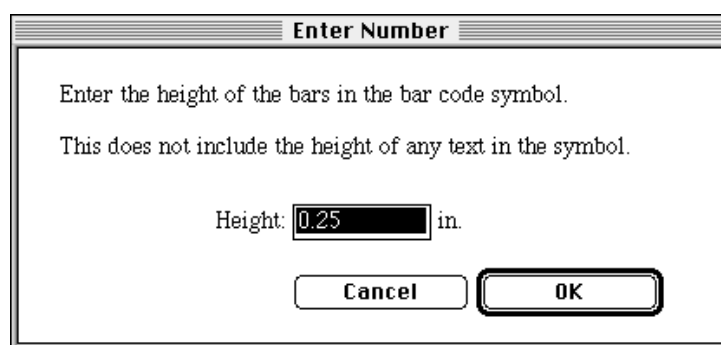 Enter Number
Enter the height of the bars in the bar code symbol.
This does not include the height of any text in the symbol.
Height: 0.25 in.
Cancel OK